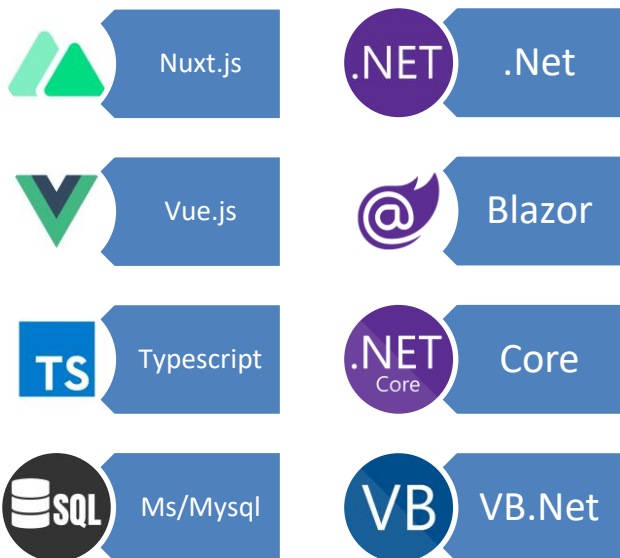 Nuxt.js
.NET
.Net
Vue.js
@
Blazor
TS
Typescript
.NET
Core
Core
SQL
Ms/Mysql
VB
VB.Net